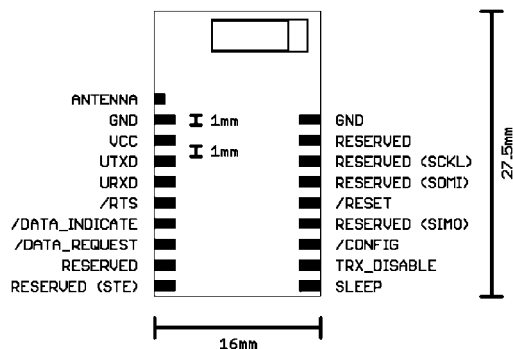 ANTENNA
GND
VCC
UTXD
URXD
/RTS
/DATA_INDICATE
/DATA_REQUEST
RESERVED
RESERVED (STE)
1mm
1mm
GND
RESERVED
RESERVED (SCKL)
RESERVED (SOMI)
/RESET
RESERVED (SIMO)
/CONFIG
TRX_DISABLE
SLEEP
27.5mm
16mm